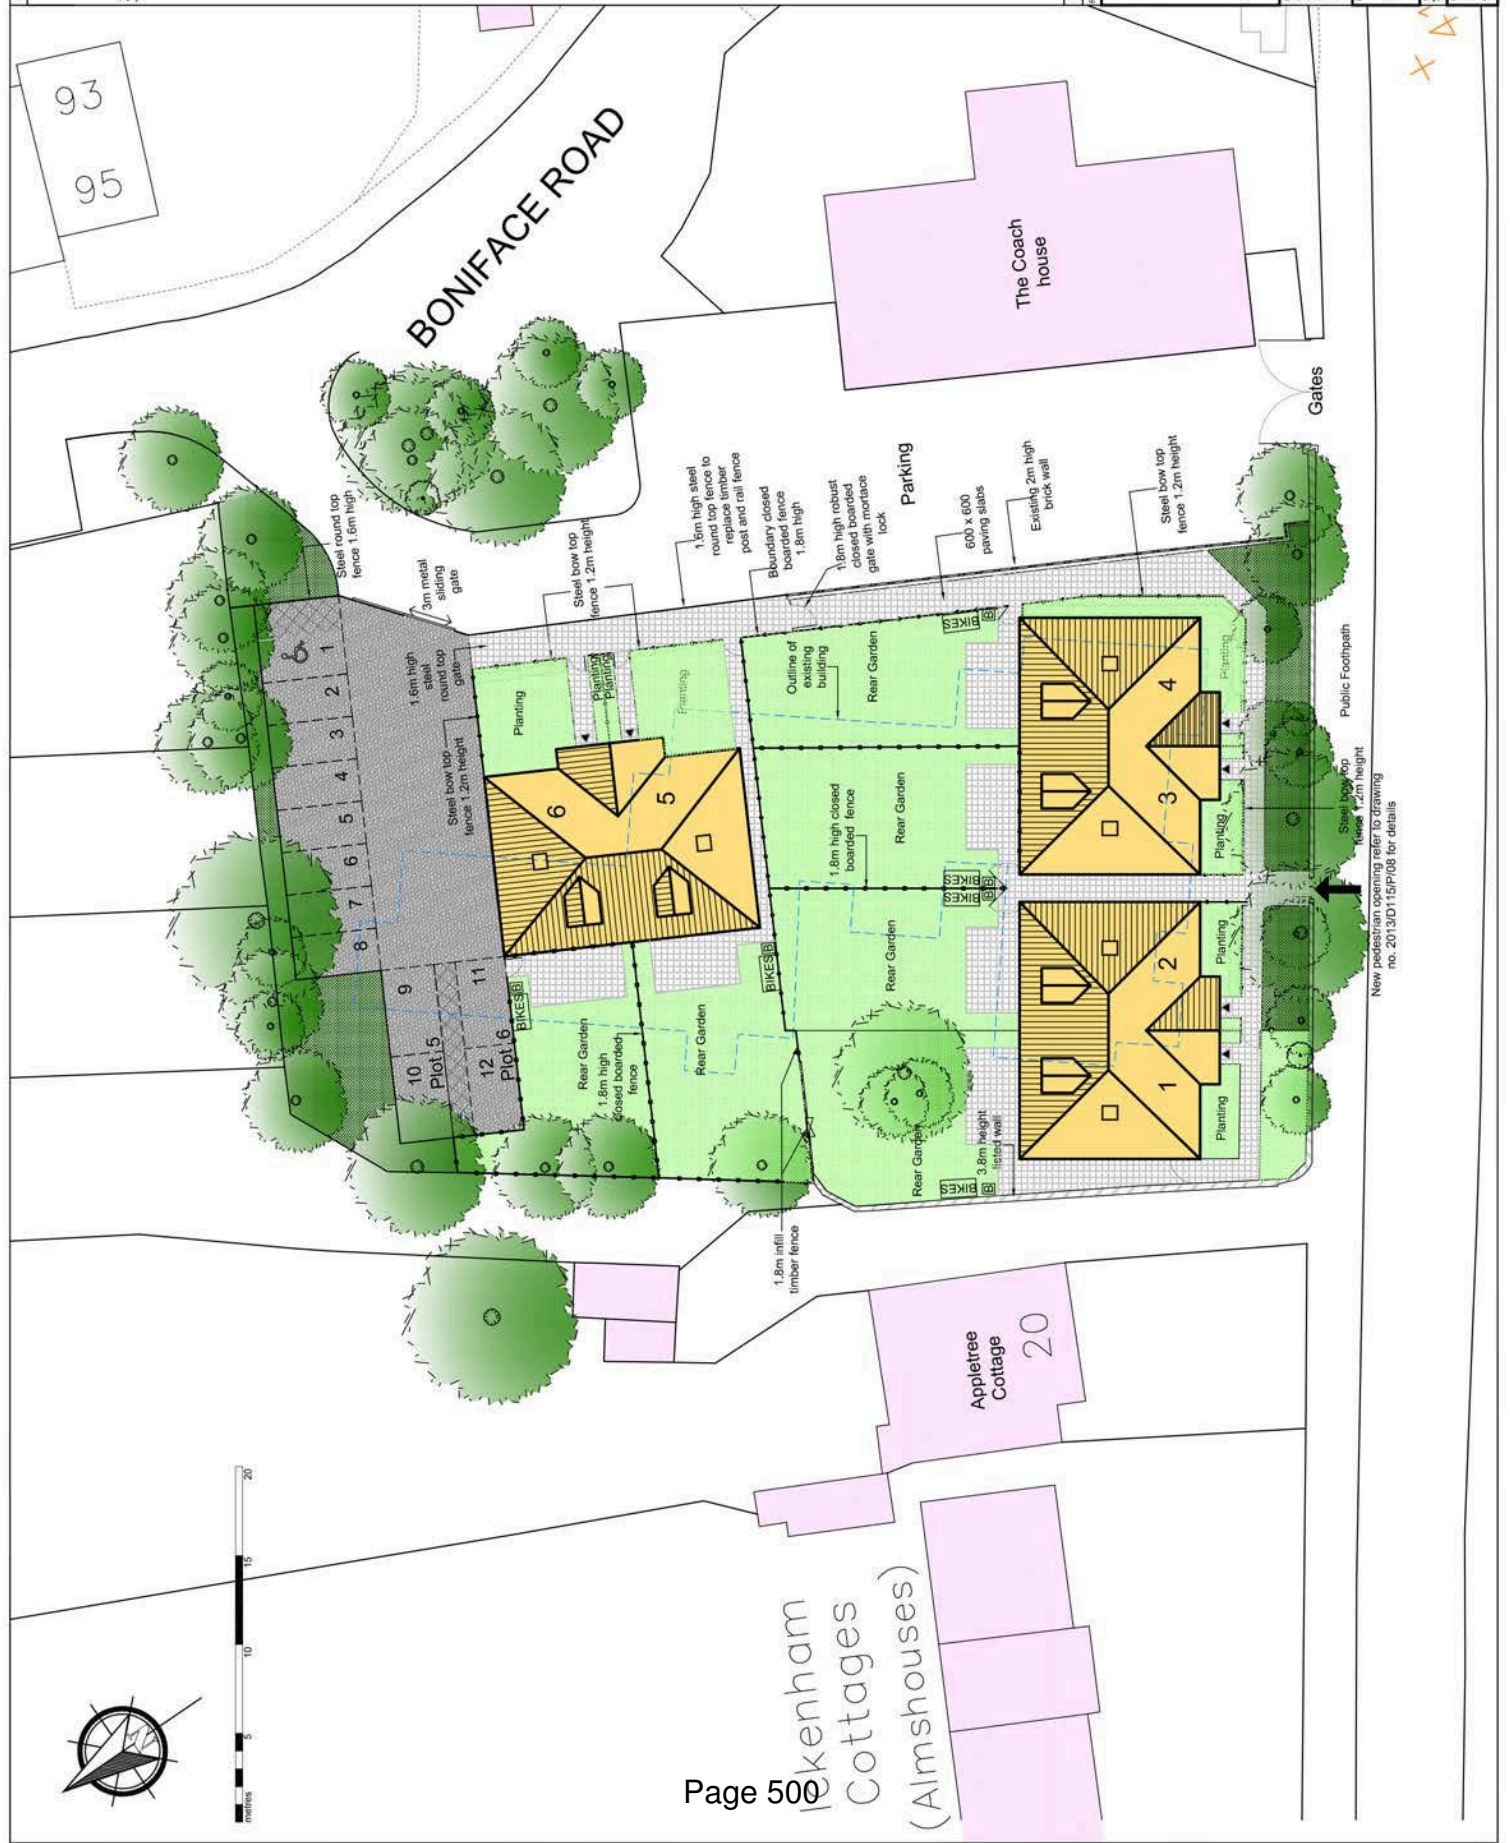 93
95
BONIFACE ROAD
The Coach
house
Gates
Parking
Steel round top
fence 1.6m high
3m metal
sliding
gate
1.6m high
steel
round top
gate
Steel bow top
fence 1.2m height
Steel bow top
fence 1.2m height
1.6m high steel
round top fence to
replace timber
post and rail fence
Boundary closed
boarded fence
1.8m high
1.8m high robust
closed boarded
gate with mortace
lock
600 x 600
paving slabs
Existing 2m high
brick wall
Steel bow top
fence 1.2m height
1
2
3
4
5
6
7
8
9
10
Plot 5
11
12
Plot 6
Planting
Planting
Planting
Planting
6
5
BIKES B
BIKES B
Rear Garden
1.8m high
closed boarded
fence
Rear Garden
Outline of
existing
building
Rear Garden
1.8m high closed
boarded fence
Rear Garden
Rear Garden
Rear Garden
BIKES B
BIKES B
BIKES B
BIKES B
4
3
2
1
Planting
Planting
Planting
Planting
3.8m height
listed wall
1.8m infill
timber fence
Public Foothpath
Steel bow top
fence 1.2m height
New pedestrian opening refer to drawing
no. 2013/D115/P/08 for details
Appletree
Cottage
20
Ickenham
Cottages
(Almshouses)
metres
5
10
15
20
N
Page 500